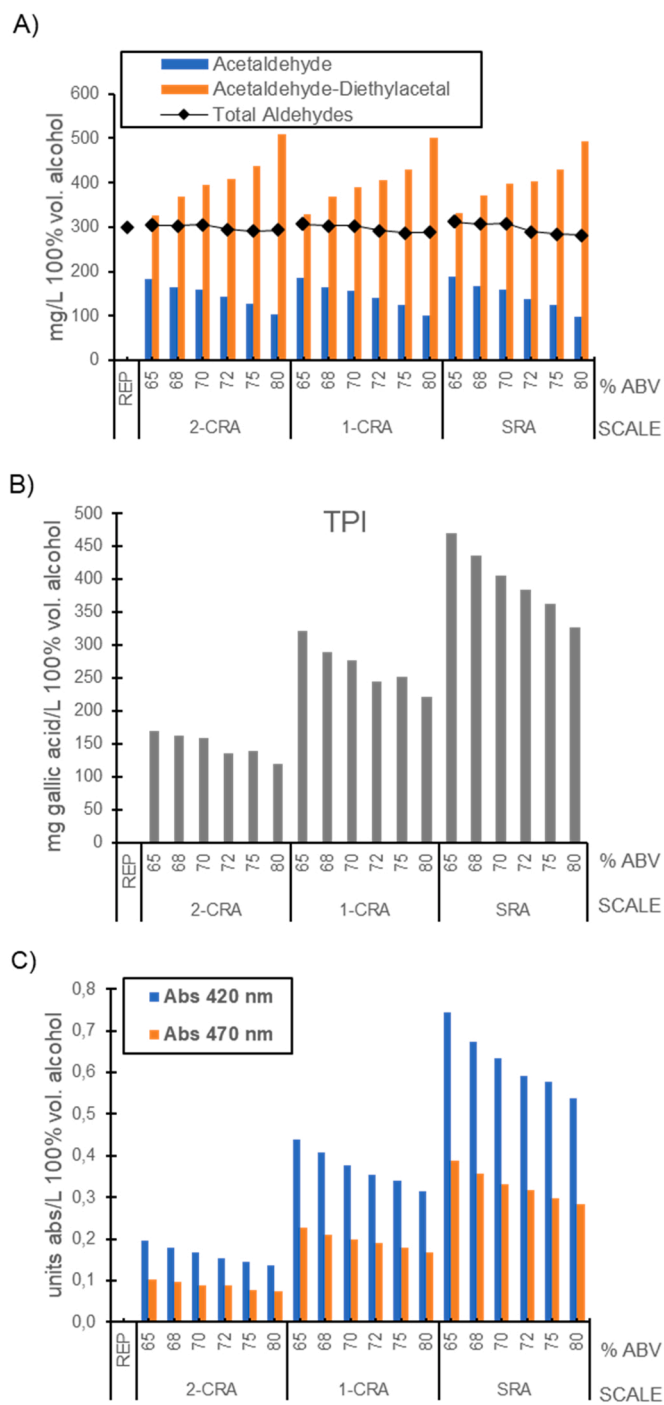 A)
Acetaldehyde
Acetaldehyde-Diethylacetal
Total Aldehydes
mg/L 100% vol. alcohol
600
500
400
300
200
100
0
REP 65 68 70 72 75 80 65 68 70 72 75 80 65 68 70 72 75 80 % ABV
2-CRA 1-CRA SRA SCALE
B)
TPI
mg gallic acid/L 100% vol. alcohol
500
450
400
350
300
250
200
150
100
50
0
REP 65 68 70 72 75 80 65 68 70 72 75 80 65 68 70 72 75 80 % ABV
2-CRA 1-CRA SRA SCALE
C)
Abs 420 nm
Abs 470 nm
units abs/L 100% vol. alcohol
0,8
0,7
0,6
0,5
0,4
0,3
0,2
0,1
0,0
REP 65 68 70 72 75 80 65 68 70 72 75 80 65 68 70 72 75 80 % ABV
2-CRA 1-CRA SRA SCALE